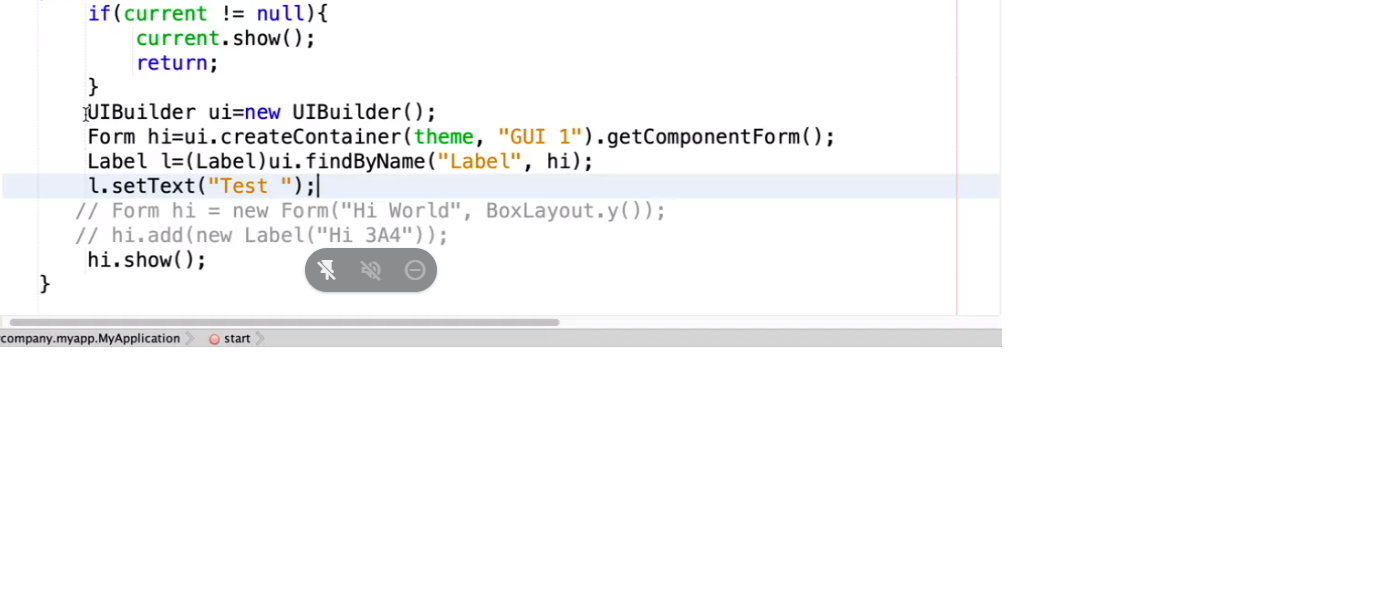 if(current != null){
current.show();
return;
}
UIBuilder ui=new UIBuilder();
Form hi=ui.createContainer(theme, "GUI 1").getComponentForm();
Label l=(Label)ui.findByName("Label", hi);
l.setText("Test ");
// Form hi = new Form("Hi World", BoxLayout.y());
// hi.add(new Label("Hi 3A4"));
hi.show();
}
company.myapp.MyApplication start